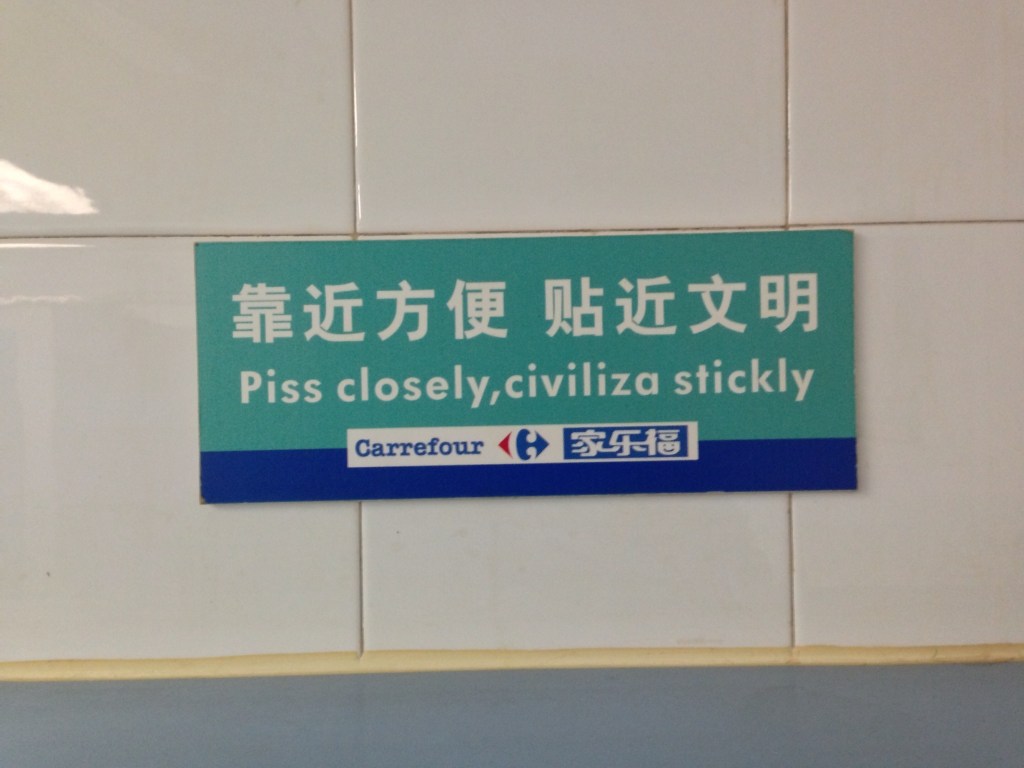 靠近方便 贴近文明
Piss closely,civiliza stickly
Carrefour 家乐福